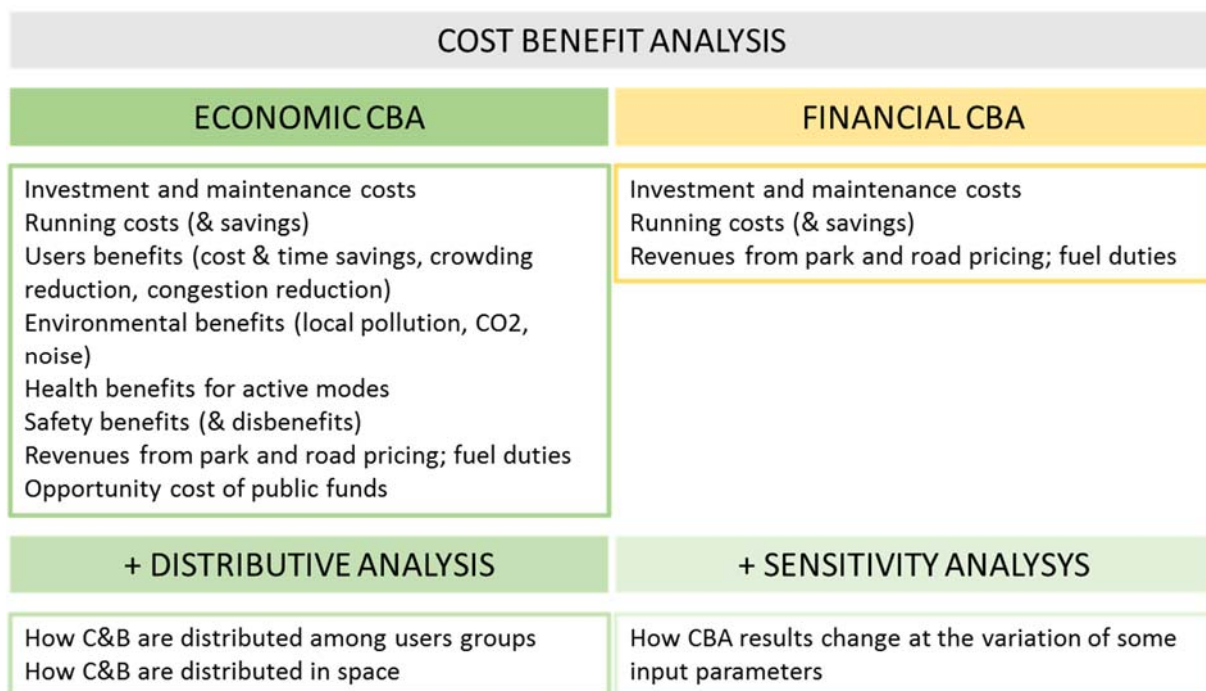 COST BENEFIT ANALYSIS
ECONOMIC CBA
Investment and maintenance costs
Running costs (& savings)
Users benefits (cost & time savings, crowding
reduction, congestion reduction)
Environmental benefits (local pollution, CO2,
noise)
Health benefits for active modes
Safety benefits (& disbenefits)
Revenues from park and road pricing; fuel duties
Opportunity cost of public funds
FINANCIAL CBA
Investment and maintenance costs
Running costs (& savings)
Revenues from park and road pricing; fuel duties
+ DISTRIBUTIVE ANALYSIS
How C&B are distributed among users groups
How C&B are distributed in space
+ SENSITIVITY ANALYSYS
How CBA results change at the variation of some
input parameters